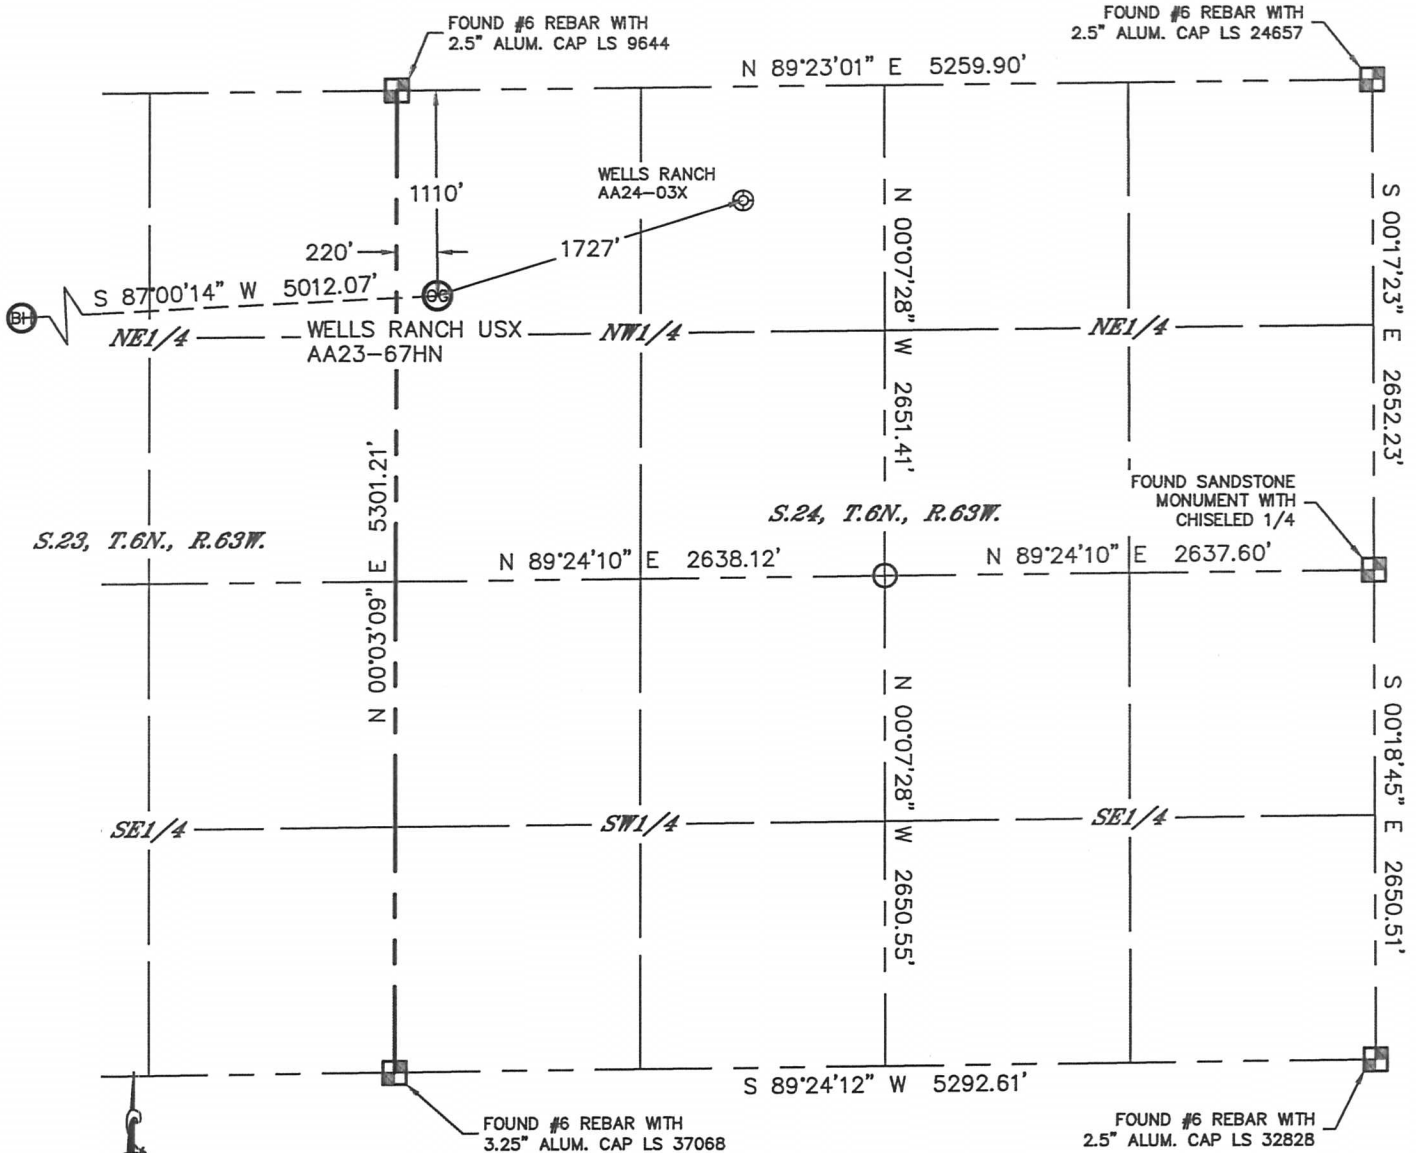 FOUND #6 REBAR WITH
2.5" ALUM. CAP LS 9644
FOUND #6 REBAR WITH
2.5" ALUM. CAP LS 24657
N 89°23'01" E 5259.90'
1110'
WELLS RANCH
AA24-03X
220'
1727'
S 87°00'14" W 5012.07'
BH
OG
WELLS RANCH USX
AA23-67HN
NE1/4
NW1/4
NE1/4
N 00°07'28" W 2651.41'
S 00°17'23" E 2652.23'
N 00°03'09" E 5301.21'
FOUND SANDSTONE
MONUMENT WITH
CHISELED 1/4
S.23, T.6N., R.63W.
S.24, T.6N., R.63W.
N 89°24'10" E 2638.12'
N 89°24'10" E 2637.60'
N 00°07'28" W 2650.55'
S 00°18'45" E 2650.51'
SE1/4
SW1/4
SE1/4
S 89°24'12" W 5292.61'
FOUND #6 REBAR WITH
3.25" ALUM. CAP LS 37068
FOUND #6 REBAR WITH
2.5" ALUM. CAP LS 32828